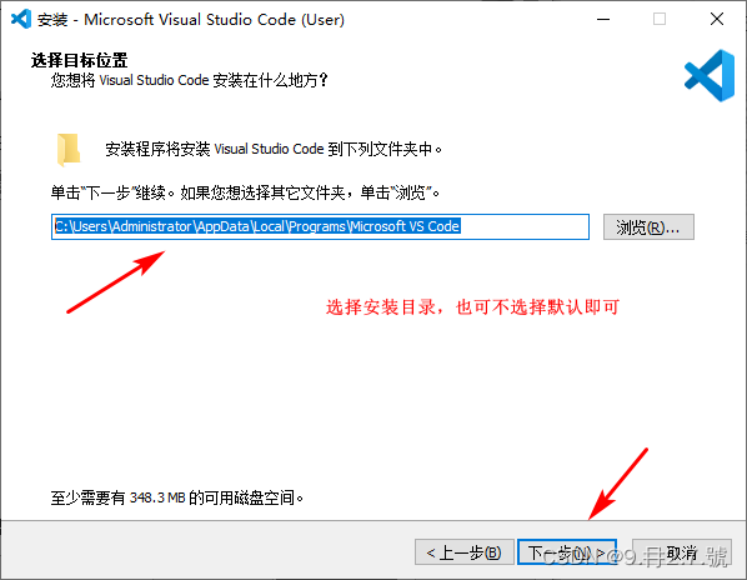 安装 - Microsoft Visual Studio Code (User)
选择目标位置
您想将 Visual Studio Code 安装在什么地方?
安装程序将安装 Visual Studio Code 到下列文件夹中。
单击“下一步”继续。如果您想选择其它文件夹，单击“浏览”。
C:\Users\Administrator\AppData\Local\Programs\Microsoft VS Code
浏览(R)...
选择安装目录，也可不选择默认即可
至少需要有 348.3 MB 的可用磁盘空间。
< 上一步(B)
下一步(N) >
取消
CSDN